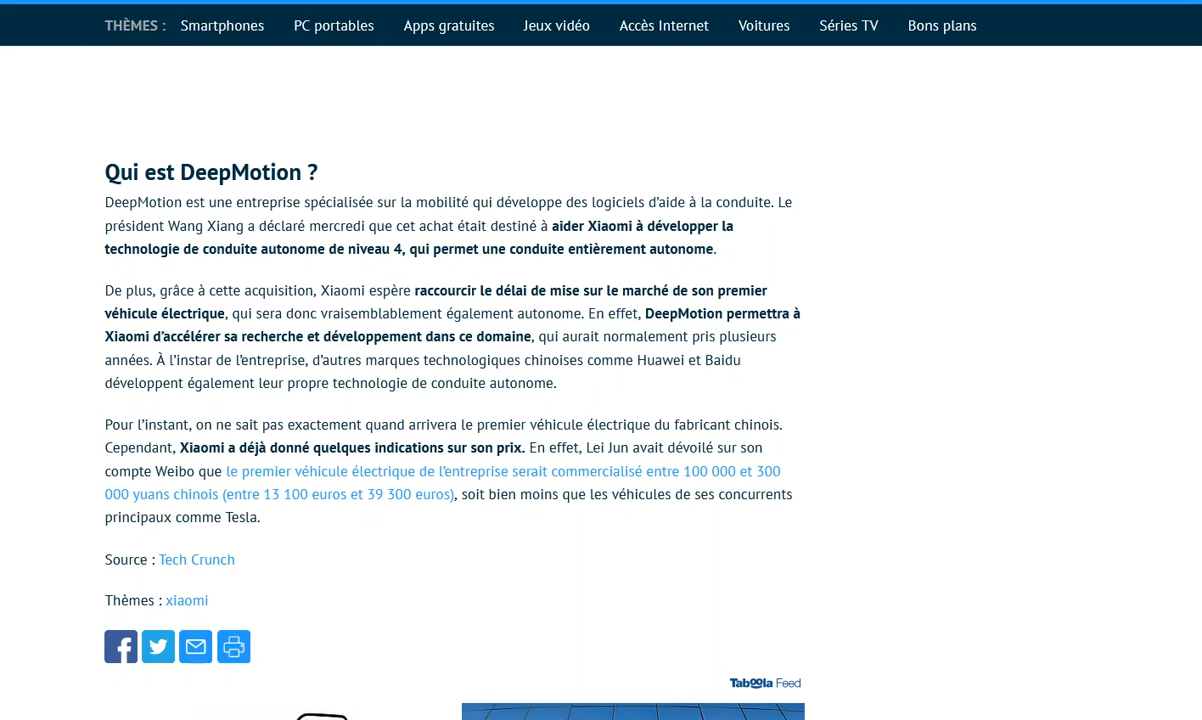 THÈMES : Smartphones PC portables Apps gratuites Jeux vidéo Accès Internet Voitures Séries TV Bons plans
Qui est DeepMotion ?
DeepMotion est une entreprise spécialisée sur la mobilité qui développe des logiciels d’aide à la conduite. Le
président Wang Xiang a déclaré mercredi que cet achat était destiné à aider Xiaomi à développer la
technologie de conduite autonome de niveau 4, qui permet une conduite entièrement autonome.
De plus, grâce à cette acquisition, Xiaomi espère raccourcir le délai de mise sur le marché de son premier
véhicule électrique, qui sera donc vraisemblablement également autonome. En effet, DeepMotion permettra à
Xiaomi d’accélérer sa recherche et développement dans ce domaine, qui aurait normalement pris plusieurs
années. À l’instar de l’entreprise, d’autres marques technologiques chinoises comme Huawei et Baidu
développent également leur propre technologie de conduite autonome.
Pour l’instant, on ne sait pas exactement quand arrivera le premier véhicule électrique du fabricant chinois.
Cependant, Xiaomi a déjà donné quelques indications sur son prix. En effet, Lei Jun avait dévoilé sur son
compte Weibo que le premier véhicule électrique de l’entreprise serait commercialisé entre 100 000 et 300
000 yuans chinois (entre 13 100 euros et 39 300 euros), soit bien moins que les véhicules de ses concurrents
principaux comme Tesla.
Source : Tech Crunch
Thèmes : xiaomi
Taboola Feed